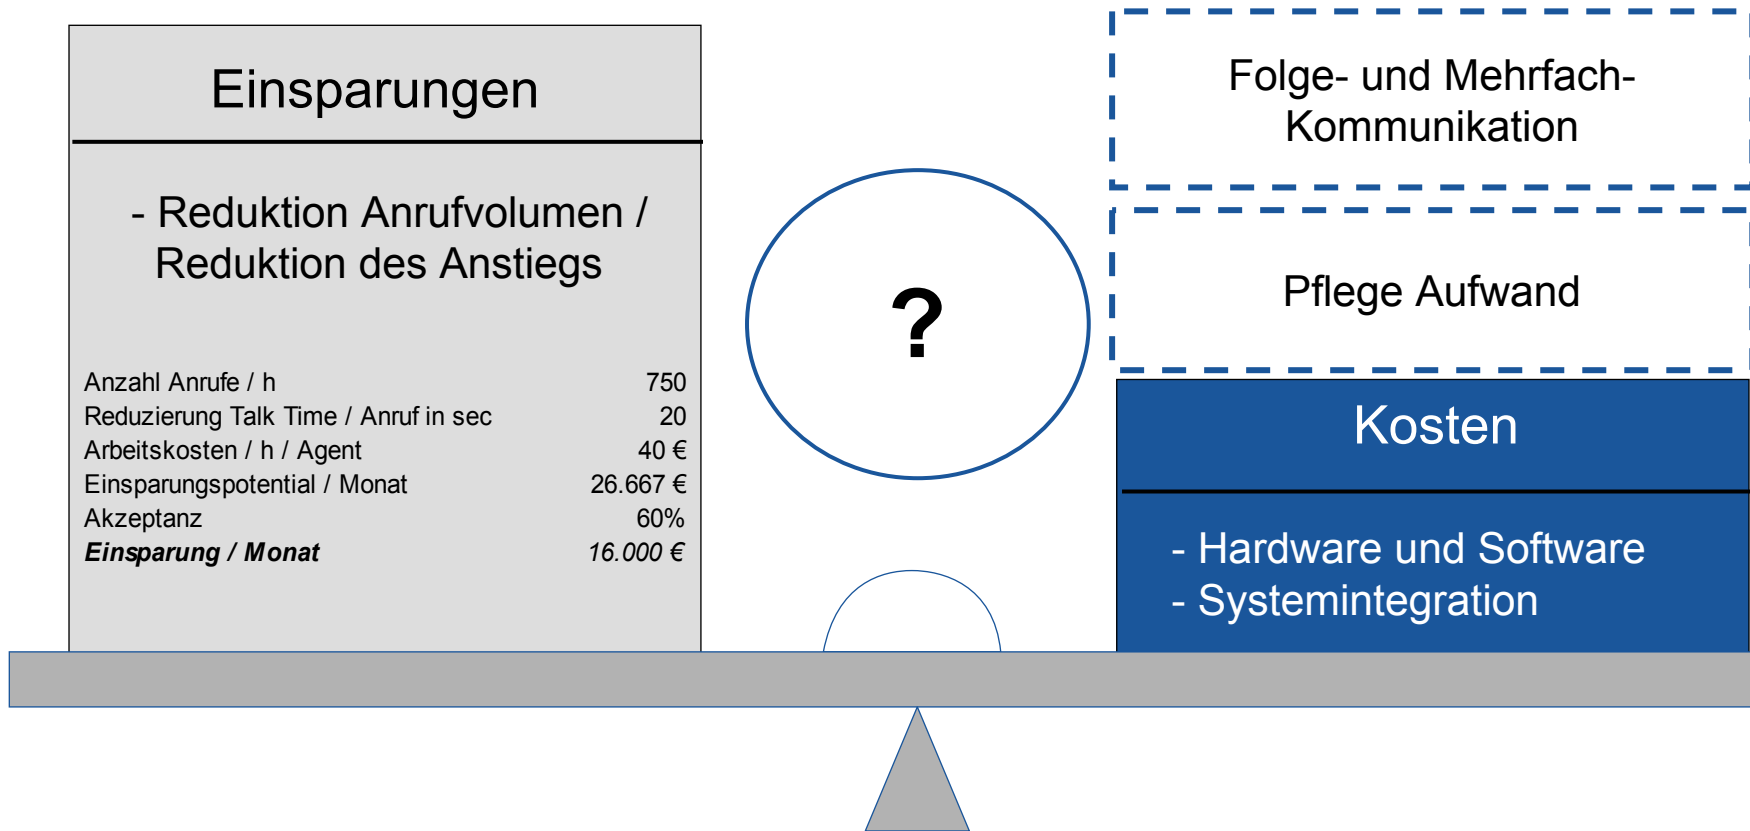 Einsparungen
- Reduktion Anrufvolumen /
Reduktion des Anstiegs
Anzahl Anrufe / h 750
Reduzierung Talk Time / Anruf in sec 20
Arbeitskosten / h / Agent 40 €
Einsparungspotential / Monat 26.667 €
Akzeptanz 60%
Einsparung / Monat 16.000 €
?
Folge- und Mehrfach-
Kommunikation
Pflege Aufwand
Kosten
- Hardware und Software
- Systemintegration